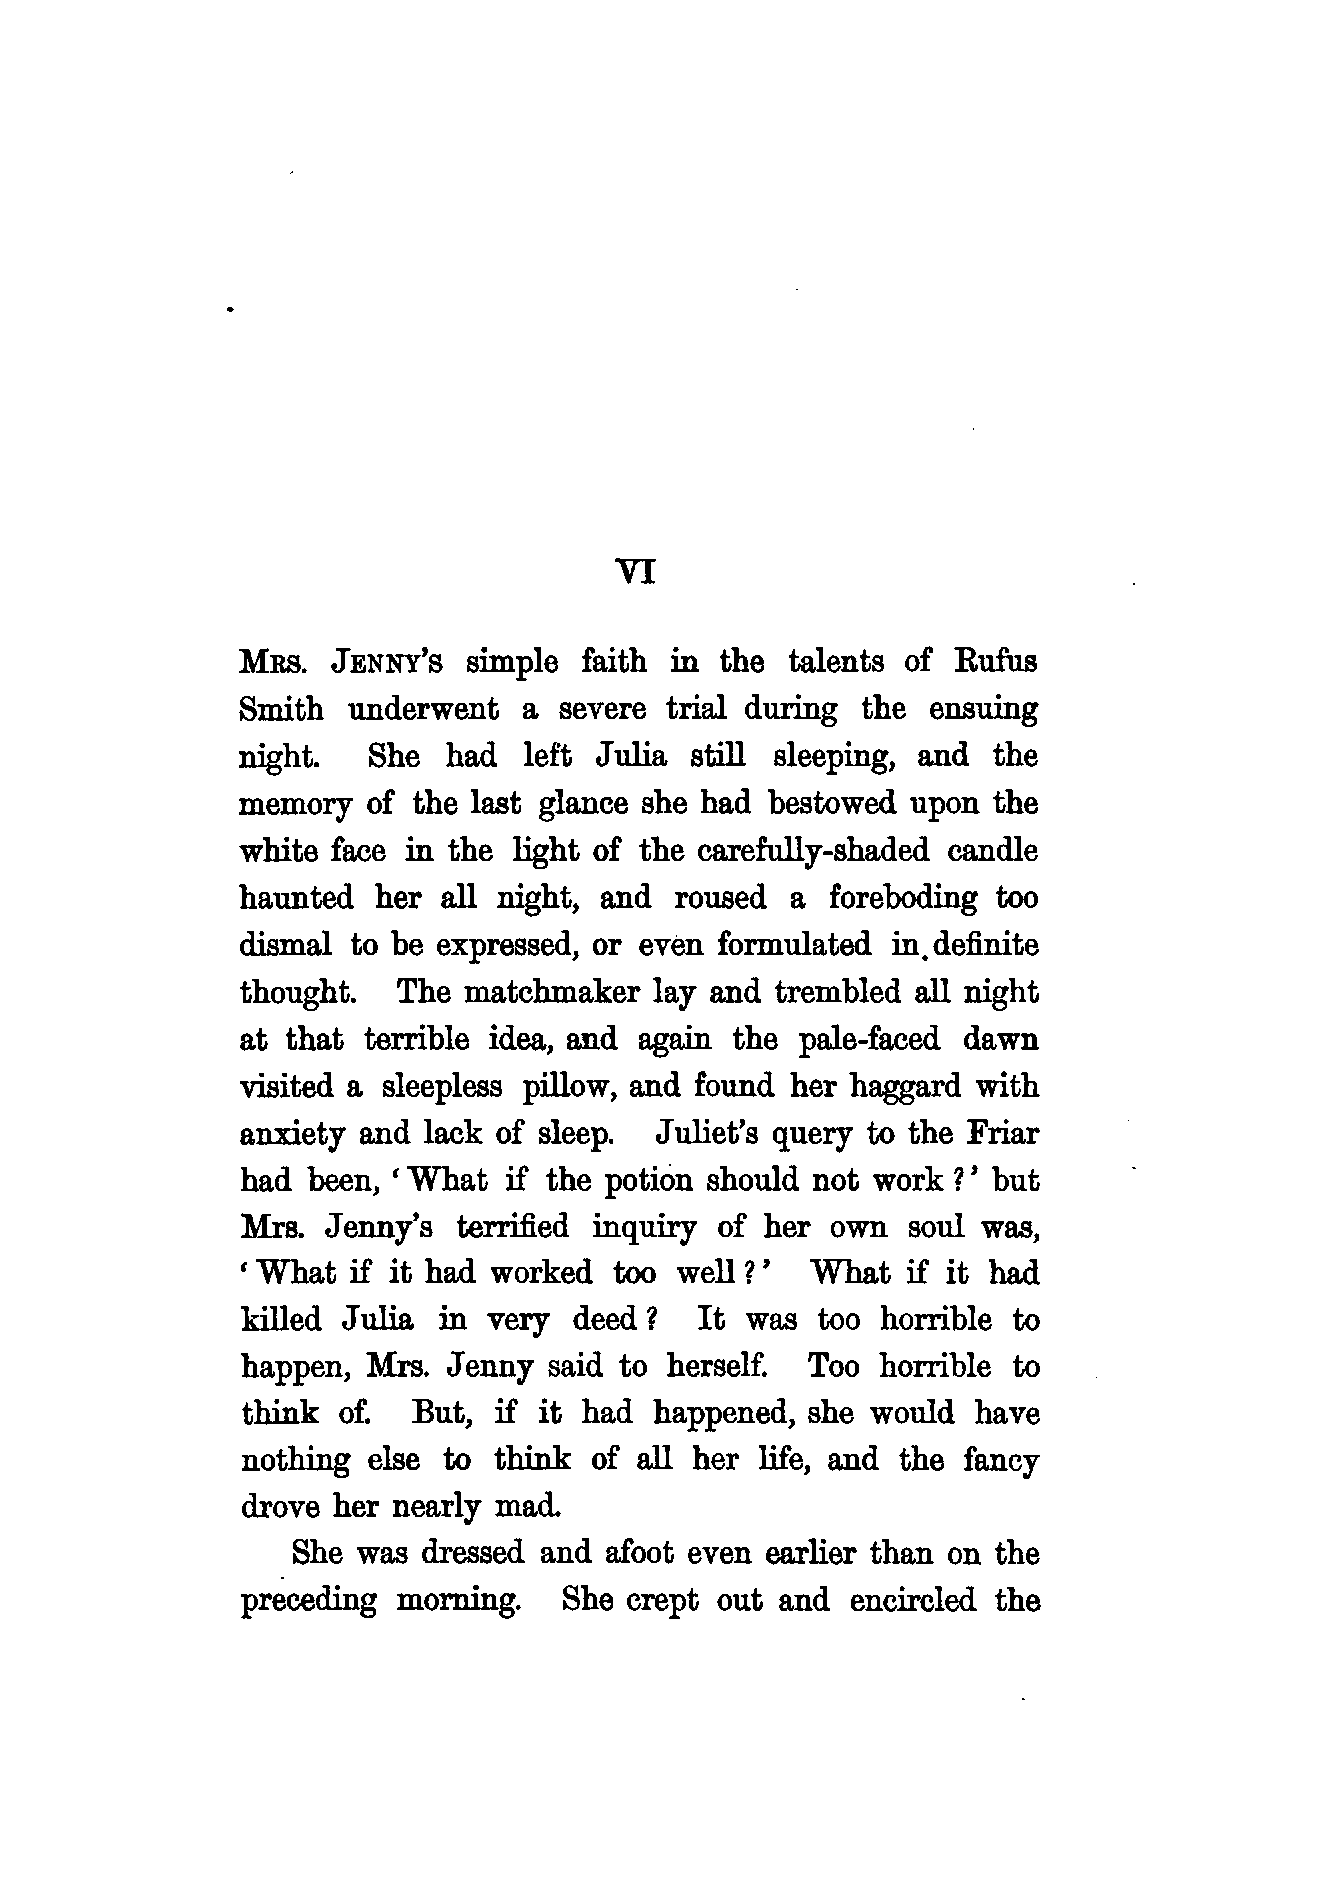 VI
MRS. JENNY'S simple faith in the talents of Rufus
Smith underwent a severe trial during the ensuing
night. She had left Julia still sleeping, and the
memory of the last glance she had bestowed upon the
white face in the light of the carefully-shaded candle
haunted her all night, and roused a foreboding too
dismal to be expressed, or even formulated in definite
thought. The matchmaker lay and trembled all night
at that terrible idea, and again the pale-faced dawn
visited a sleepless pillow, and found her haggard with
anxiety and lack of sleep. Juliet's query to the Friar
had been, 'What if the potion should not work?' but
Mrs. Jenny's terrified inquiry of her own soul was,
'What if it had worked too well?' What if it had
killed Julia in very deed? It was too horrible to
happen, Mrs. Jenny said to herself. Too horrible to
think of. But, if it had happened, she would have
nothing else to think of all her life, and the fancy
drove her nearly mad.
She was dressed and afoot even earlier than on the
preceding morning. She crept out and encircled the